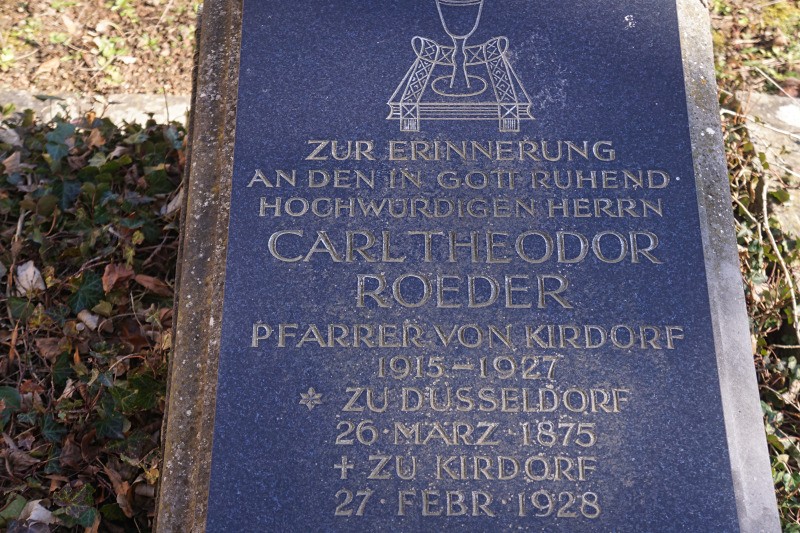 ZUR ERINNERUNG
AN DEN IN GOTT RUHEND
HOCHWÜRDIGEN HERRN
CARL THEODOR
ROEDER
PFARRER VON KIRDORF
1915-1927
* ZU DÜSSELDORF
26·MÄRZ·1875
✝ ZU KIRDORF
27·FEBR·1928